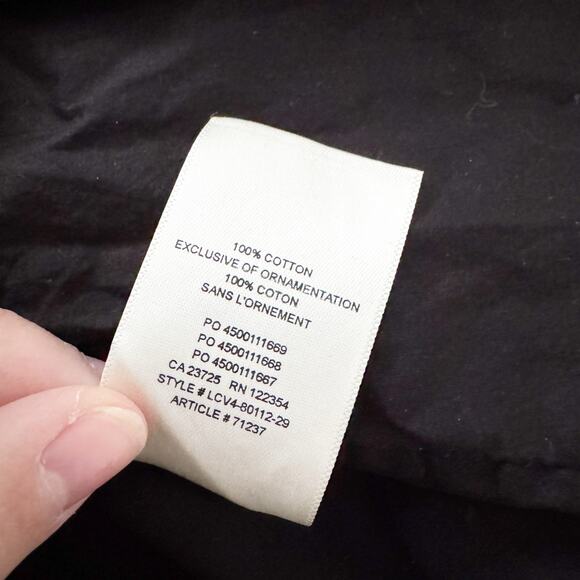 100% COTTON
EXCLUSIVE OF ORNAMENTATION
100% COTON
SANS L'ORNEMENT
PO 4500111669
PO 4500111668
PO 4500111667
CA 23725 RN 122354
STYLE # LCV4-80112-29
ARTICLE # 71237